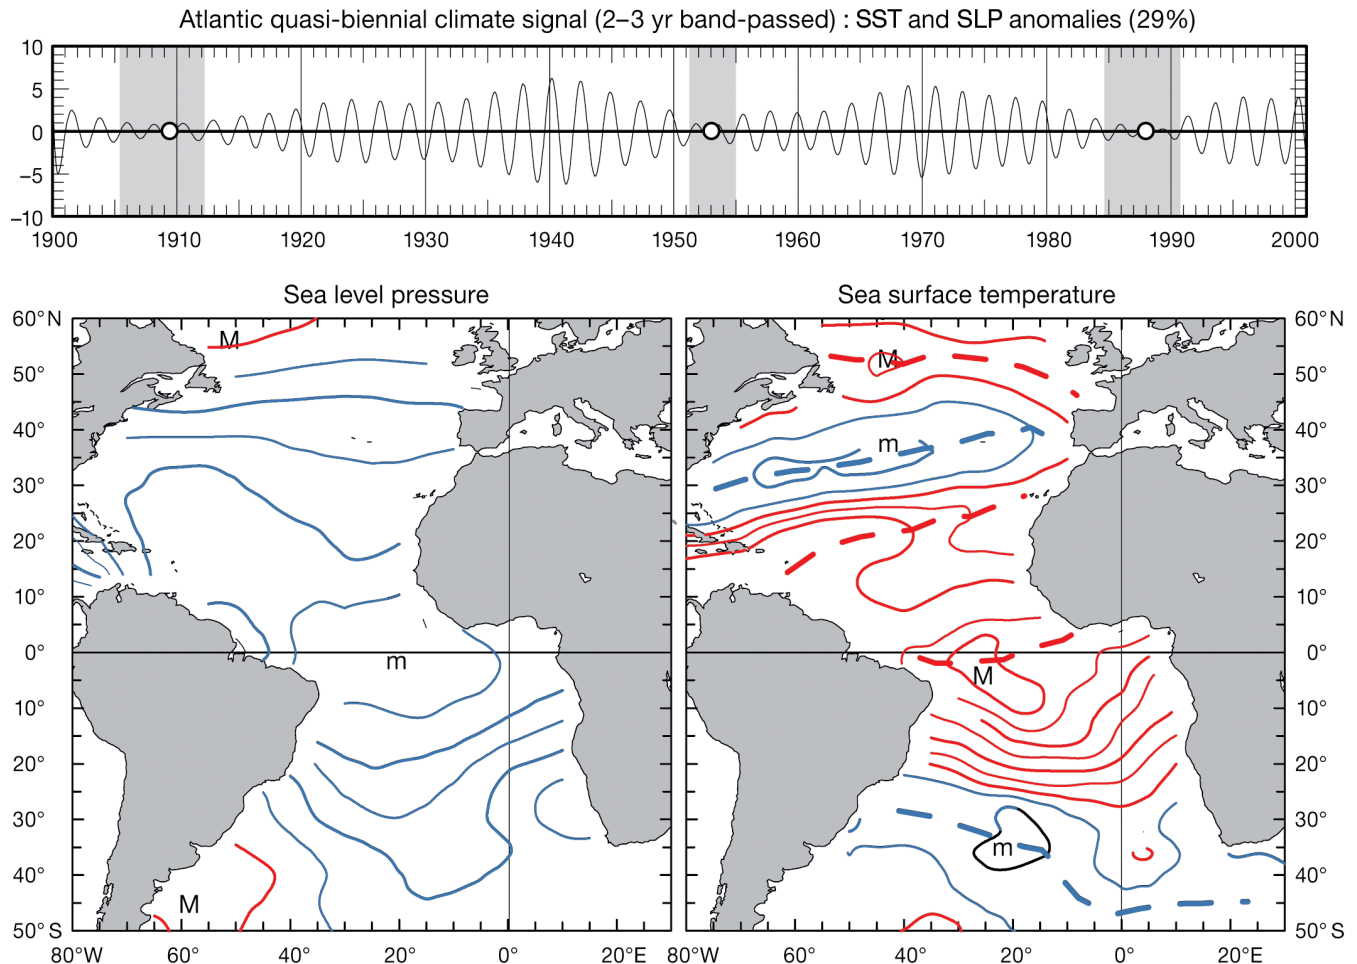 Atlantic quasi-biennial climate signal (2–3 yr band-passed) : SST and SLP anomalies (29%)
10
5
0
−5
−10
1900 1910 1920 1930 1940 1950 1960 1970 1980 1990 2000
Sea level pressure Sea surface temperature
60°N 60°N
M M
50° 50°
40° m 40°
30° 30°
20° 20°
10° 10°
0° m 0°
M
10° 10°
20° 20°
30° 30°
m
40° 40°
M
50°S 50°S
80°W 60° 40° 20° 0° 20°E 80°W 60° 40° 20° 0° 20°E